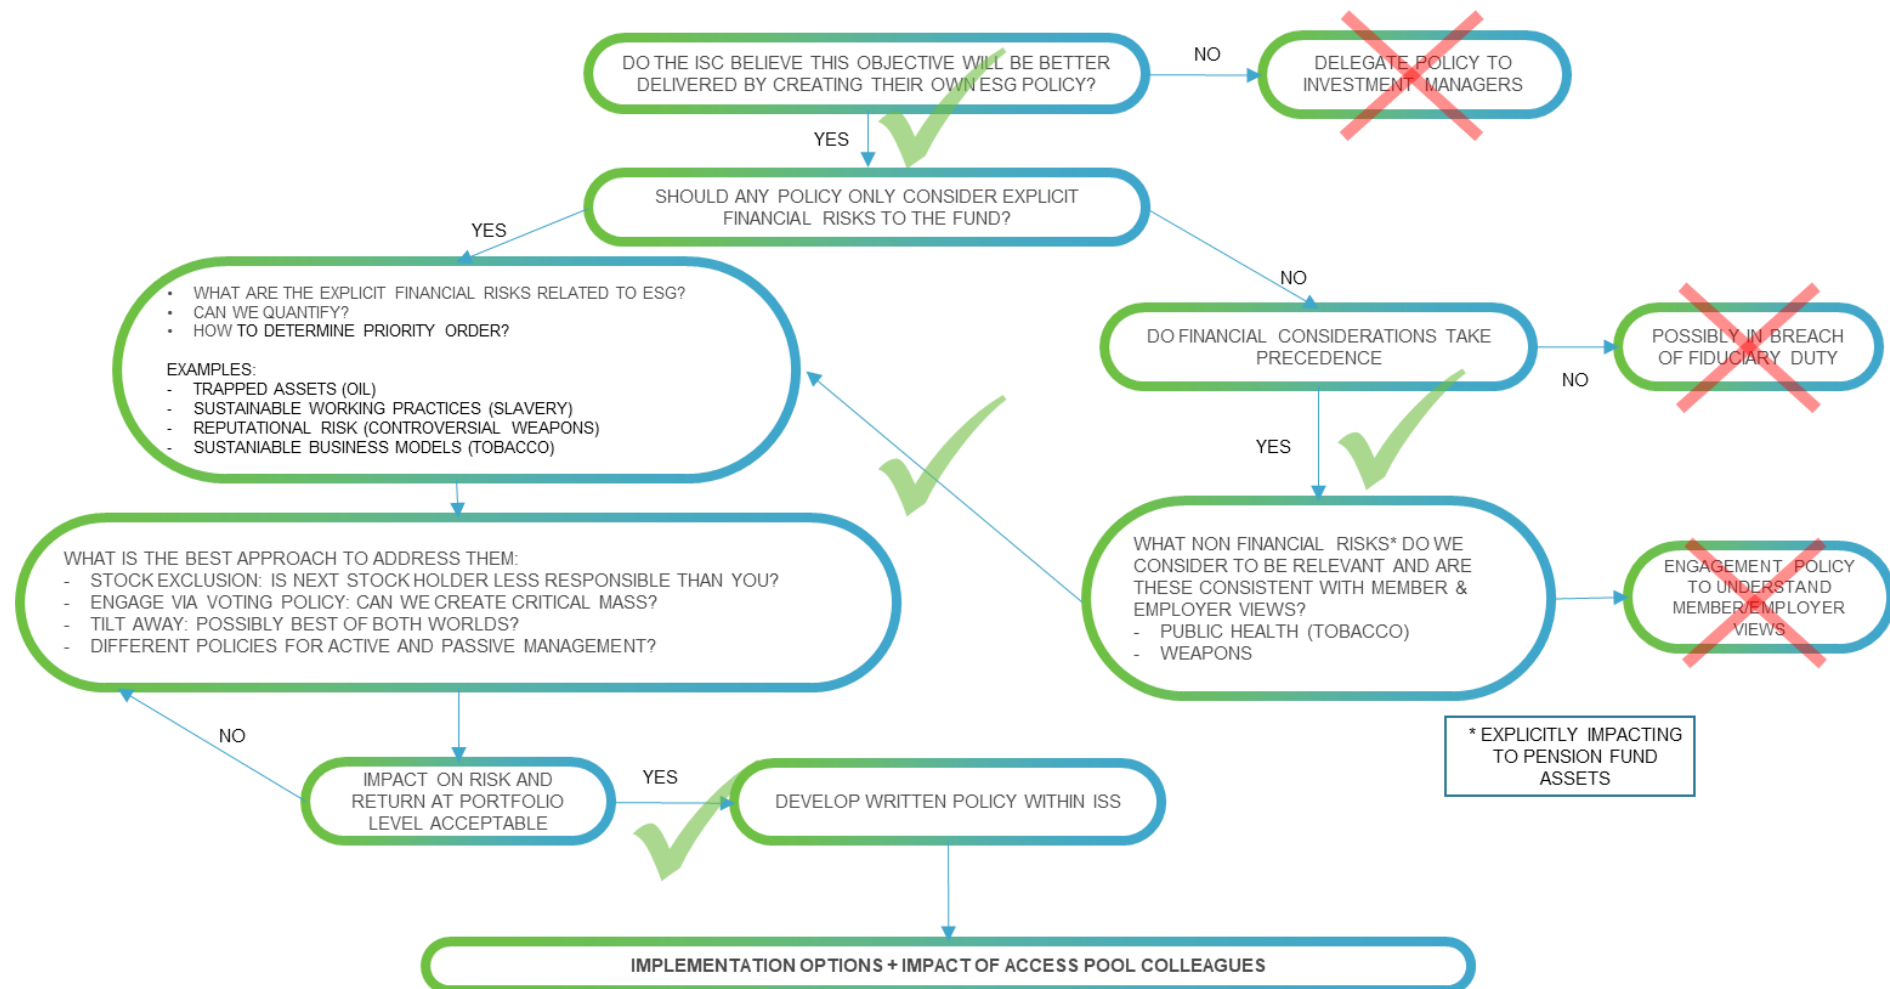 DO THE ISC BELIEVE THIS OBJECTIVE WILL BE BETTER
DELIVERED BY CREATING THEIR OWN ESG POLICY?
NO
DELEGATE POLICY TO
INVESTMENT MANAGERS
YES
SHOULD ANY POLICY ONLY CONSIDER EXPLICIT
FINANCIAL RISKS TO THE FUND?
YES
NO
• WHAT ARE THE EXPLICIT FINANCIAL RISKS RELATED TO ESG?
• CAN WE QUANTIFY?
• HOW TO DETERMINE PRIORITY ORDER?
EXAMPLES:
- TRAPPED ASSETS (OIL)
- SUSTAINABLE WORKING PRACTICES (SLAVERY)
- REPUTATIONAL RISK (CONTROVERSIAL WEAPONS)
- SUSTANIABLE BUSINESS MODELS (TOBACCO)
DO FINANCIAL CONSIDERATIONS TAKE
PRECEDENCE
NO
POSSIBLY IN BREACH
OF FIDUCIARY DUTY
YES
WHAT IS THE BEST APPROACH TO ADDRESS THEM:
- STOCK EXCLUSION: IS NEXT STOCK HOLDER LESS RESPONSIBLE THAN YOU?
- ENGAGE VIA VOTING POLICY: CAN WE CREATE CRITICAL MASS?
- TILT AWAY: POSSIBLY BEST OF BOTH WORLDS?
- DIFFERENT POLICIES FOR ACTIVE AND PASSIVE MANAGEMENT?
WHAT NON FINANCIAL RISKS* DO WE
CONSIDER TO BE RELEVANT AND ARE
THESE CONSISTENT WITH MEMBER &
EMPLOYER VIEWS?
- PUBLIC HEALTH (TOBACCO)
- WEAPONS
ENGAGEMENT POLICY
TO UNDERSTAND
MEMBER/EMPLOYER
VIEWS
NO
IMPACT ON RISK AND
RETURN AT PORTFOLIO
LEVEL ACCEPTABLE
YES
DEVELOP WRITTEN POLICY WITHIN ISS
* EXPLICITLY IMPACTING
TO PENSION FUND
ASSETS
IMPLEMENTATION OPTIONS + IMPACT OF ACCESS POOL COLLEAGUES